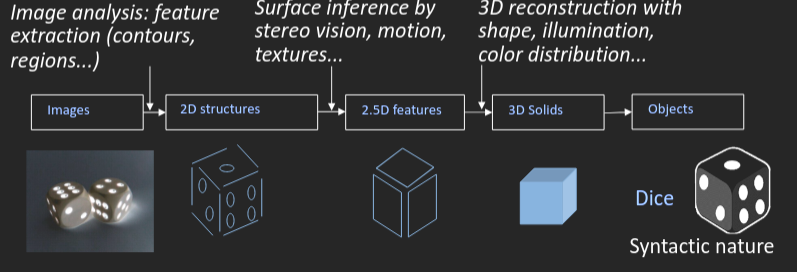 Image analysis: feature
extraction (contours,
regions...)
Surface inference by
stereo vision, motion,
textures...
3D reconstruction with
shape, illumination,
color distribution...
Images
2D structures
2.5D features
3D Solids
Objects
Dice
Syntactic nature